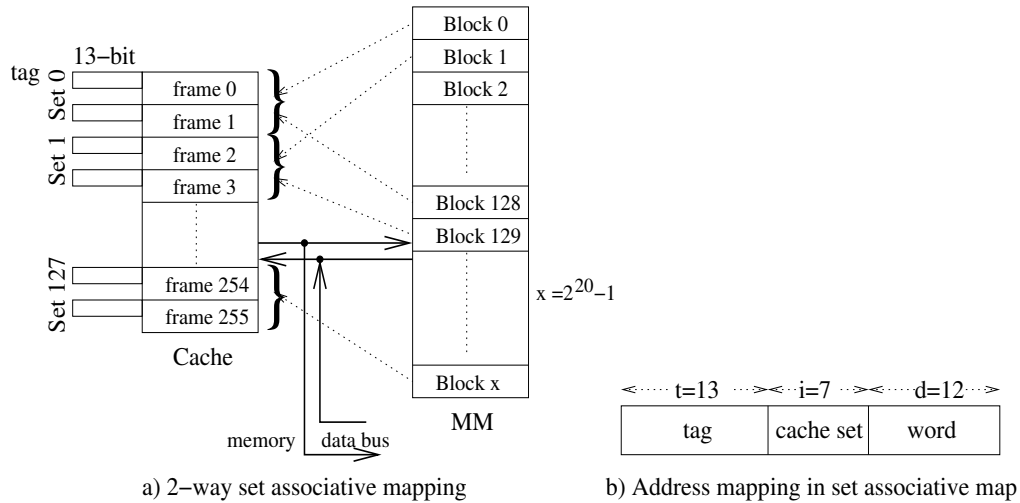 13−bit
tag
Set 0
Set 1
Set 127
frame 0
frame 1
frame 2
frame 3
frame 254
frame 255
Cache
Block 0
Block 1
Block 2
Block 128
Block 129
Block x
MM
x =2^20−1
memory
data bus
a) 2−way set associative mapping
t=13 i=7 d=12
tag cache set word
b) Address mapping in set associative map